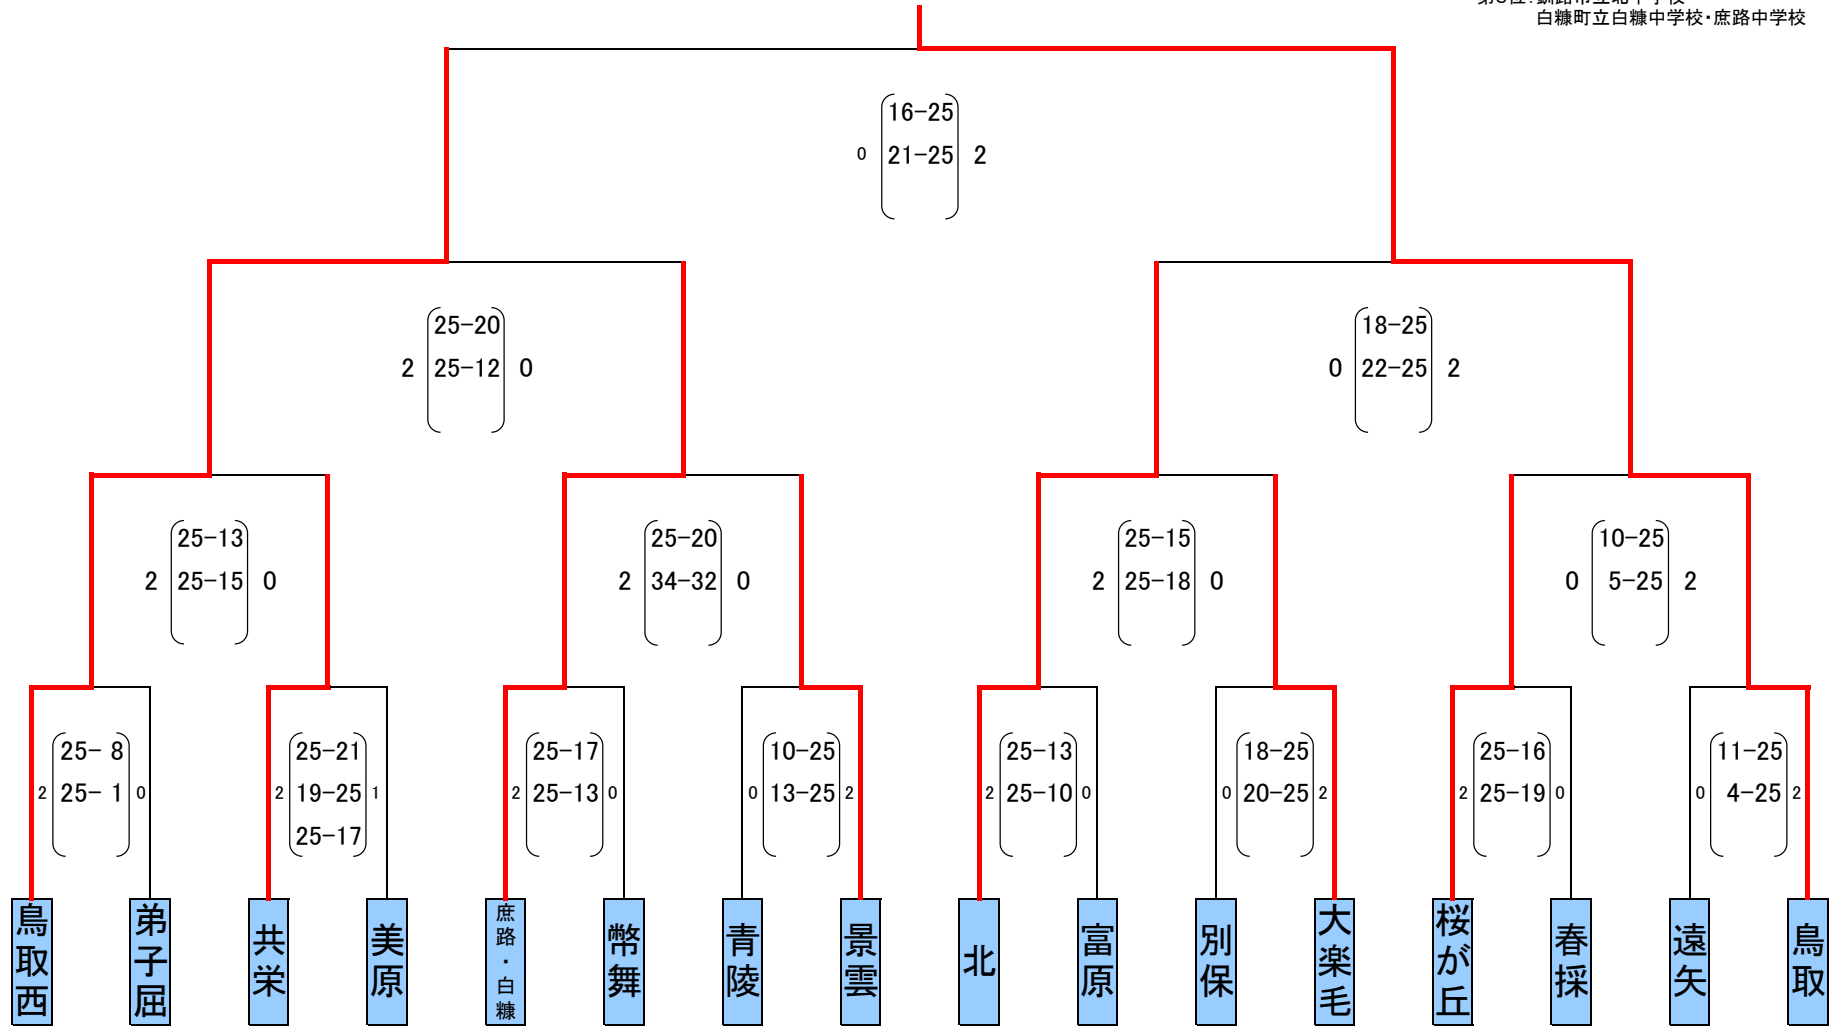 白糠町立白糠中学校・庶路中学校
16-25
0 21-25 2
25-20
2 25-12 0
18-25
0 22-25 2
25-13
2 25-15 0
25-20
2 34-32 0
25-15
2 25-18 0
10-25
0 5-25 2
25- 8
2 25- 1 0
25-21
2 19-25 1
25-17
25-17
2 25-13 0
10-25
0 13-25 2
25-13
2 25-10 0
18-25
0 20-25 2
25-16
2 25-19 0
11-25
0 4-25 2
鳥取西
弟子屈
共栄
美原
庶路・白糠
幣舞
青陵
景雲
北
富原
別保
大楽毛
桜が丘
春採
遠矢
鳥取